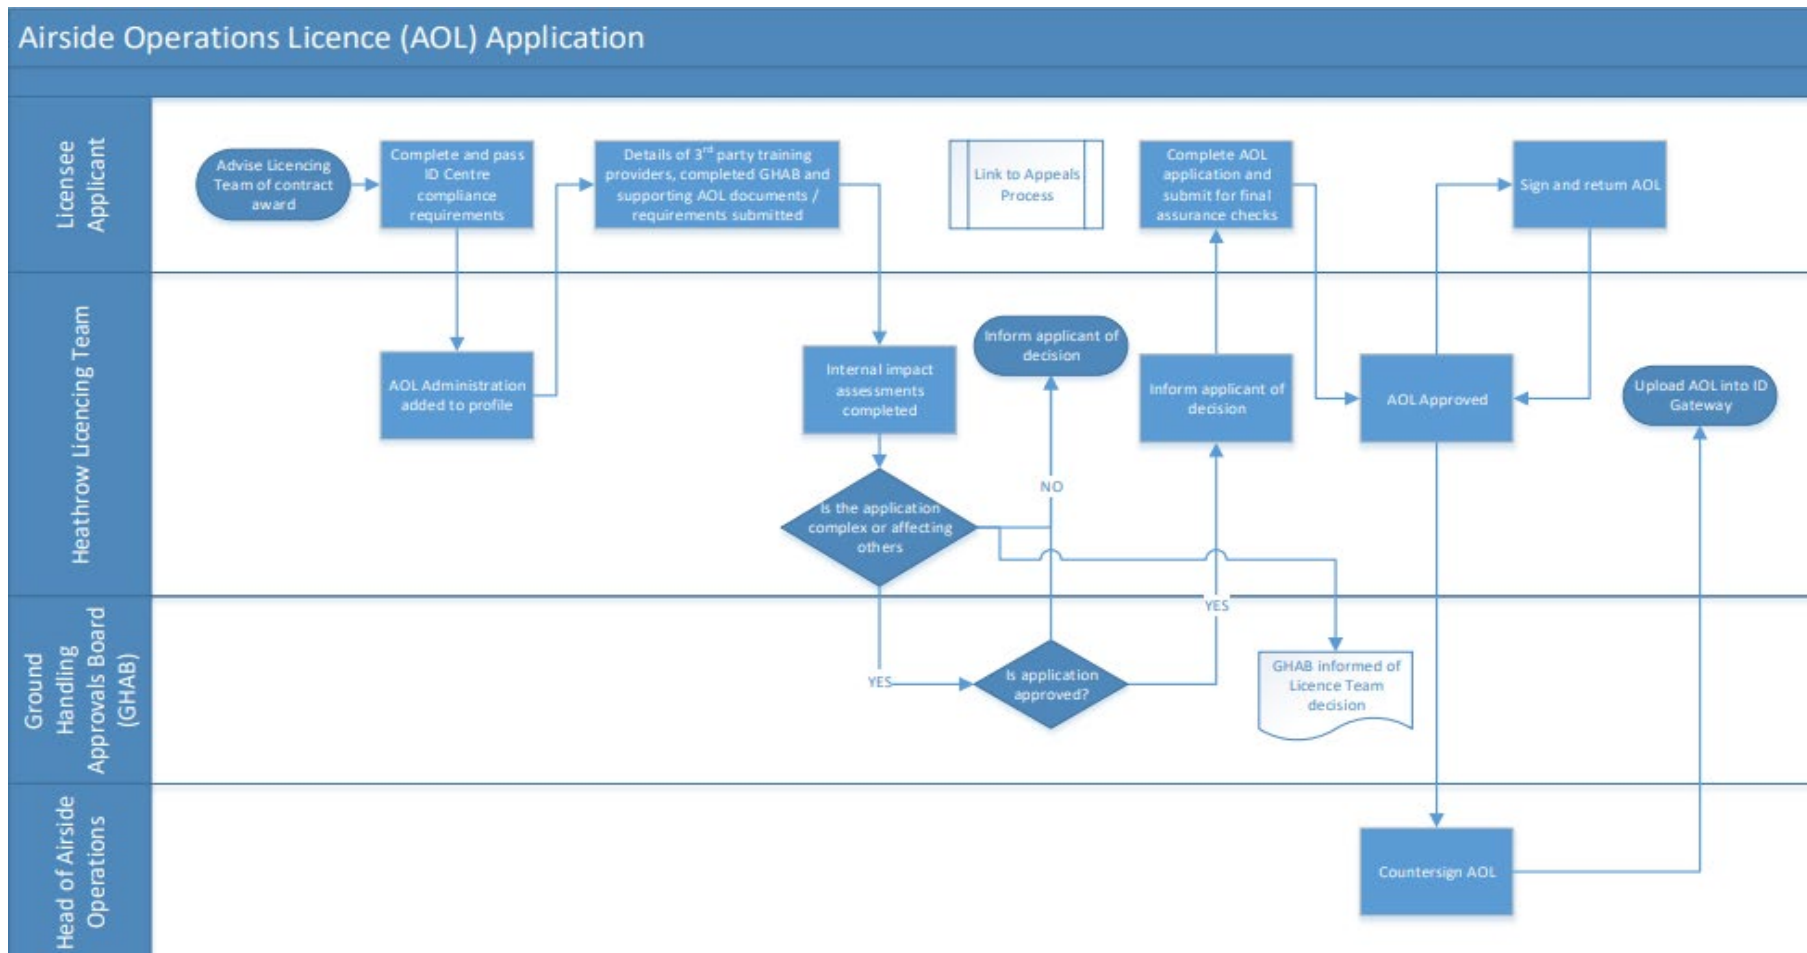 Airside Operations Licence (AOL) Application
Licensee
Applicant
Advise Licencing
Team of contract
award
Complete and pass
ID Centre
compliance
requirements
Details of 3rd party training
providers, completed GHAB and
supporting AOL documents /
requirements submitted
Link to Appeals
Process
Complete AOL
application and
submit for final
assurance checks
Sign and return AOL
Heathrow Licencing Team
AOL Administration
added to profile
Internal impact
assessments
completed
Inform applicant of
decision
Inform applicant of
decision
AOL Approved
Upload AOL into ID
Gateway
Is the application
complex or affecting
others
NO
YES
YES
Ground
Handling
Approvals Board
(GHAB)
Is application
approved?
GHAB informed of
Licence Team
decision
Head of Airside
Operations
Countersign AOL